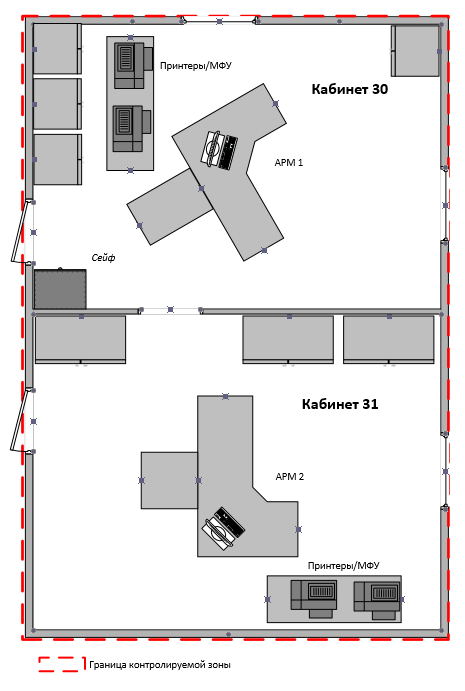 Принтеры/МФУ
Кабинет 30
АРМ 1
Сейф
Кабинет 31
АРМ 2
Принтеры/МФУ
Граница контролируемой зоны